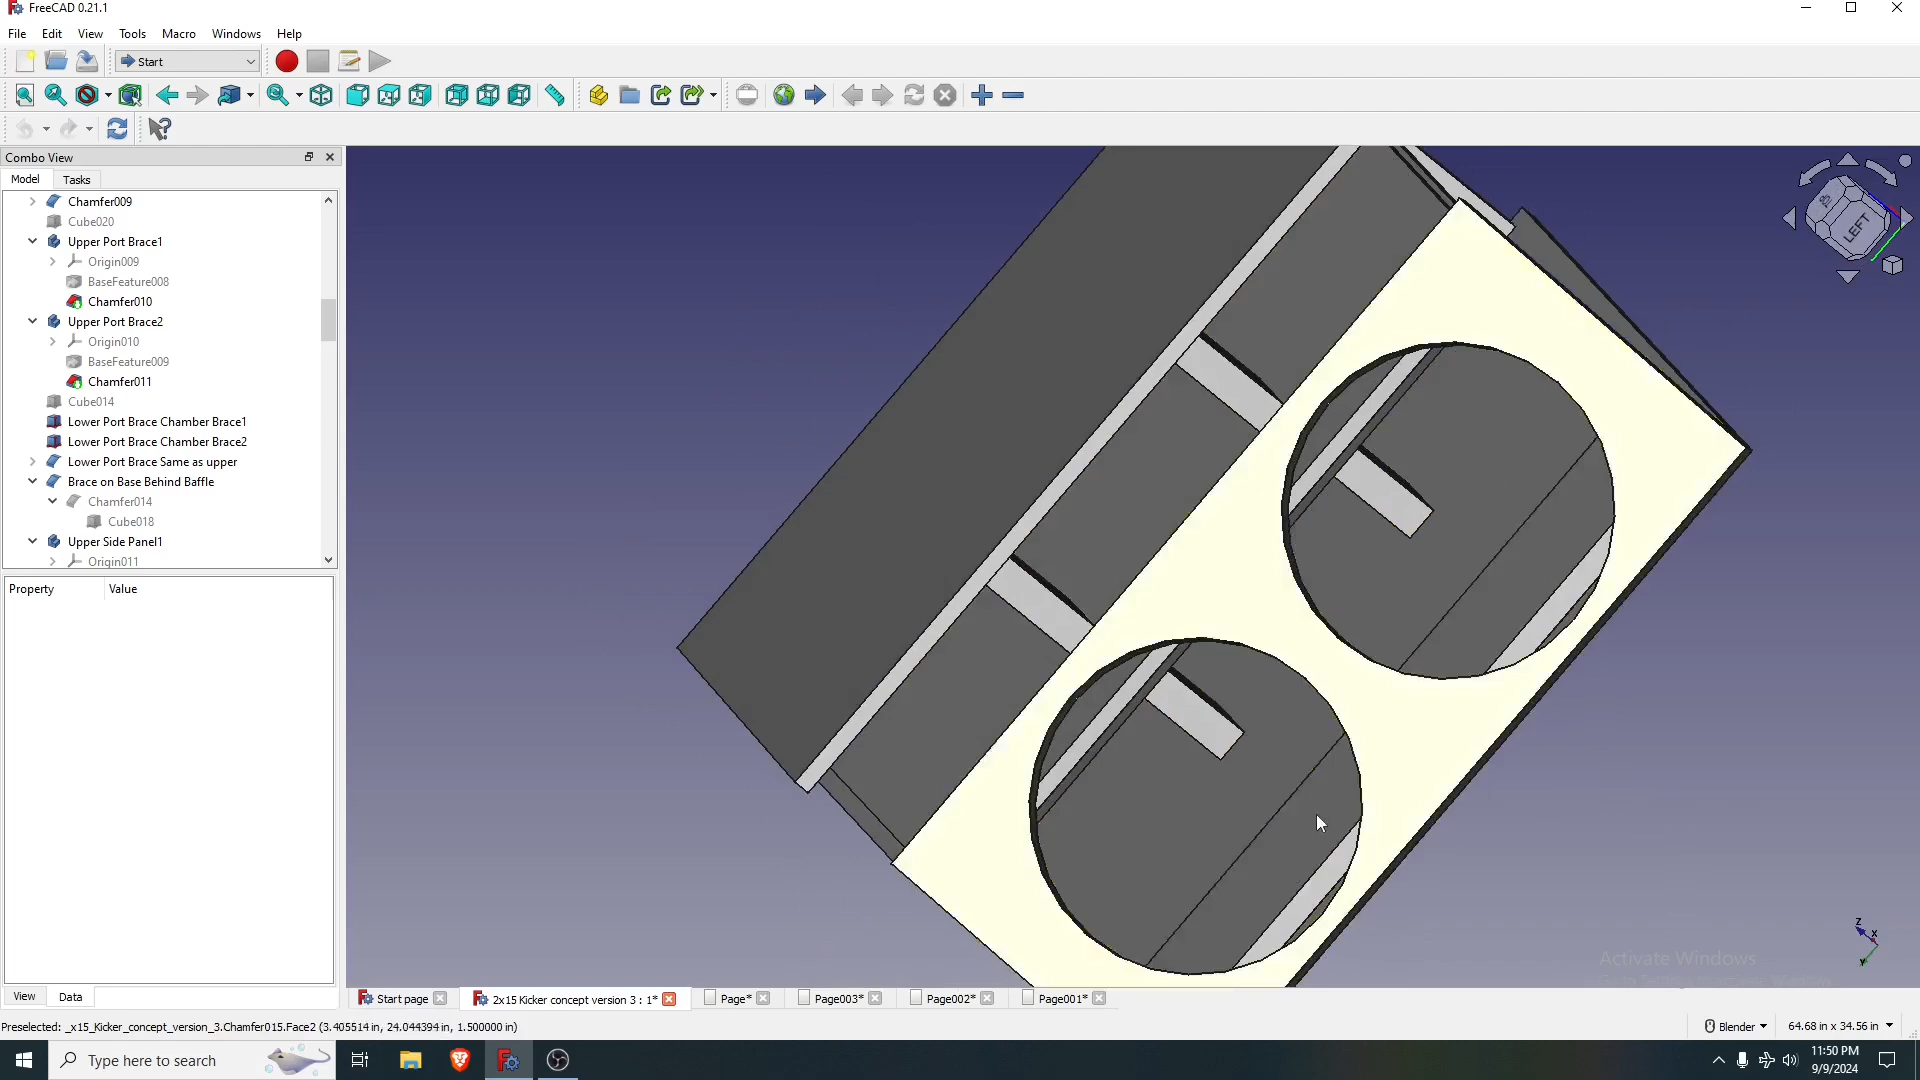 FreeCAD 0.21.1
File Edit View Tools Macro Windows Help
Start
Combo View
Model Tasks
Chamfer009
Cube020
Upper Port Brace1
Origin009
BaseFeature008
Chamfer010
Upper Port Brace2
Origin010
BaseFeature009
Chamfer011
Cube014
Lower Port Brace Chamber Brace1
Lower Port Brace Chamber Brace2
Lower Port Brace Same as upper
Brace on Base Behind Baffle
Chamfer014
Cube018
Upper Side Panel1
Origin011
Property Value
LEFT
Z
X
Y
Activate Windows
View Data
Start page 2x15 Kicker concept version 3 : 1* Page* Page003* Page002* Page001*
Preselected: _x15_Kicker_concept_version_3.Chamfer015.Face2 (3.405514 in, 24.044394 in, 1.500000 in)
Blender 64.68 in x 34.56 in
Type here to search
11:50 PM
9/9/2024